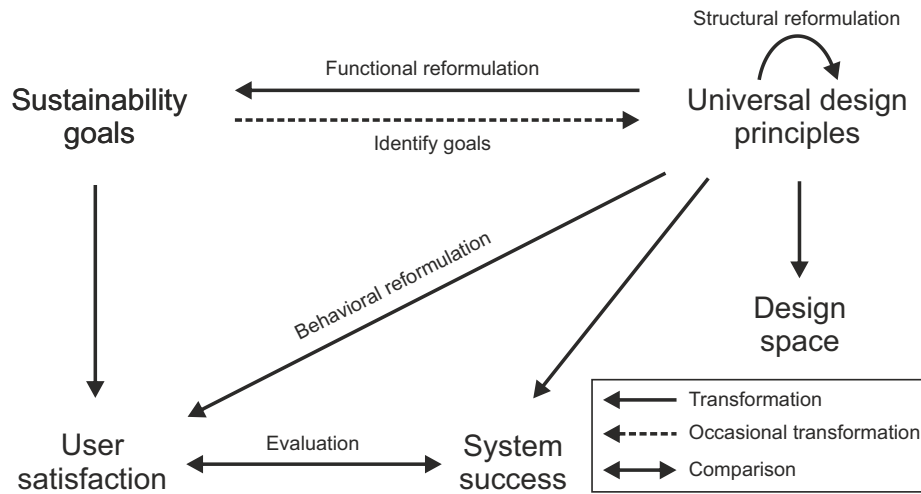 Structural reformulation
Functional reformulation
Sustainability
goals
Universal design
principles
Identify goals
Behavioral reformulation
Design
space
User
satisfaction
Evaluation
System
success
Transformation
Occasional transformation
Comparison